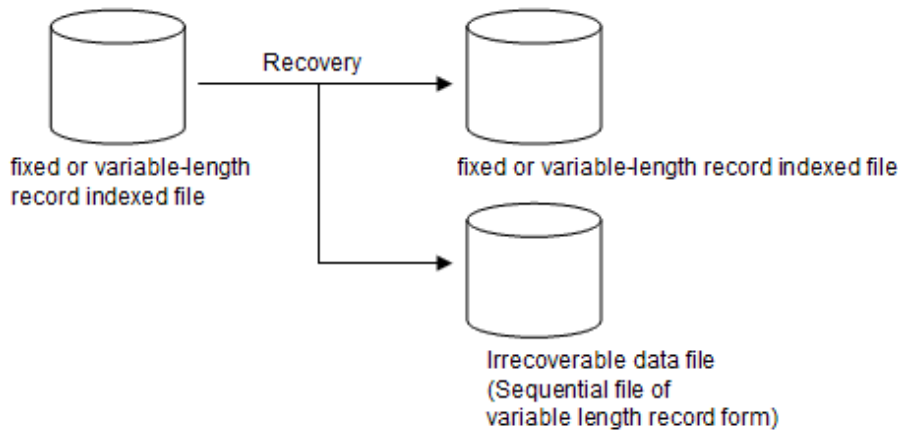 Recovery
fixed or variable-length
record indexed file
fixed or variable-length record indexed file
Irrecoverable data file
(Sequential file of
variable length record form)